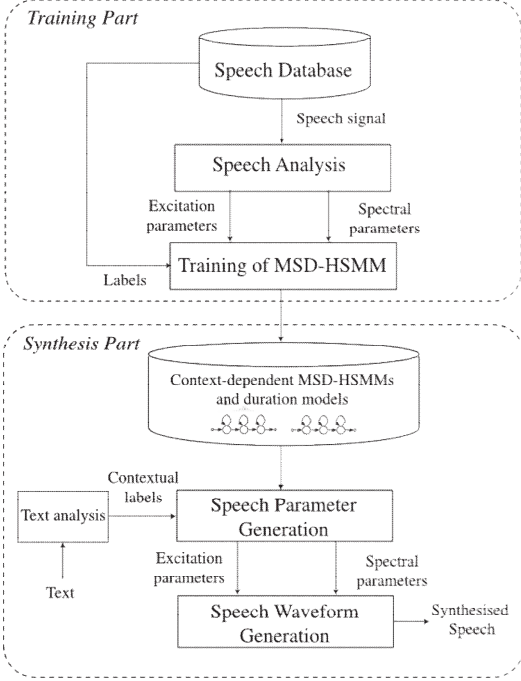 Training Part
Speech Database
Speech signal
Speech Analysis
Excitation
parameters
Spectral
parameters
Training of MSD-HSMM
Labels
Synthesis Part
Context-dependent MSD-HSMMs
and duration models
Contextual
labels
Text analysis
Speech Parameter
Generation
Text
Excitation
parameters
Spectral
parameters
Speech Waveform
Generation
Synthesised
Speech